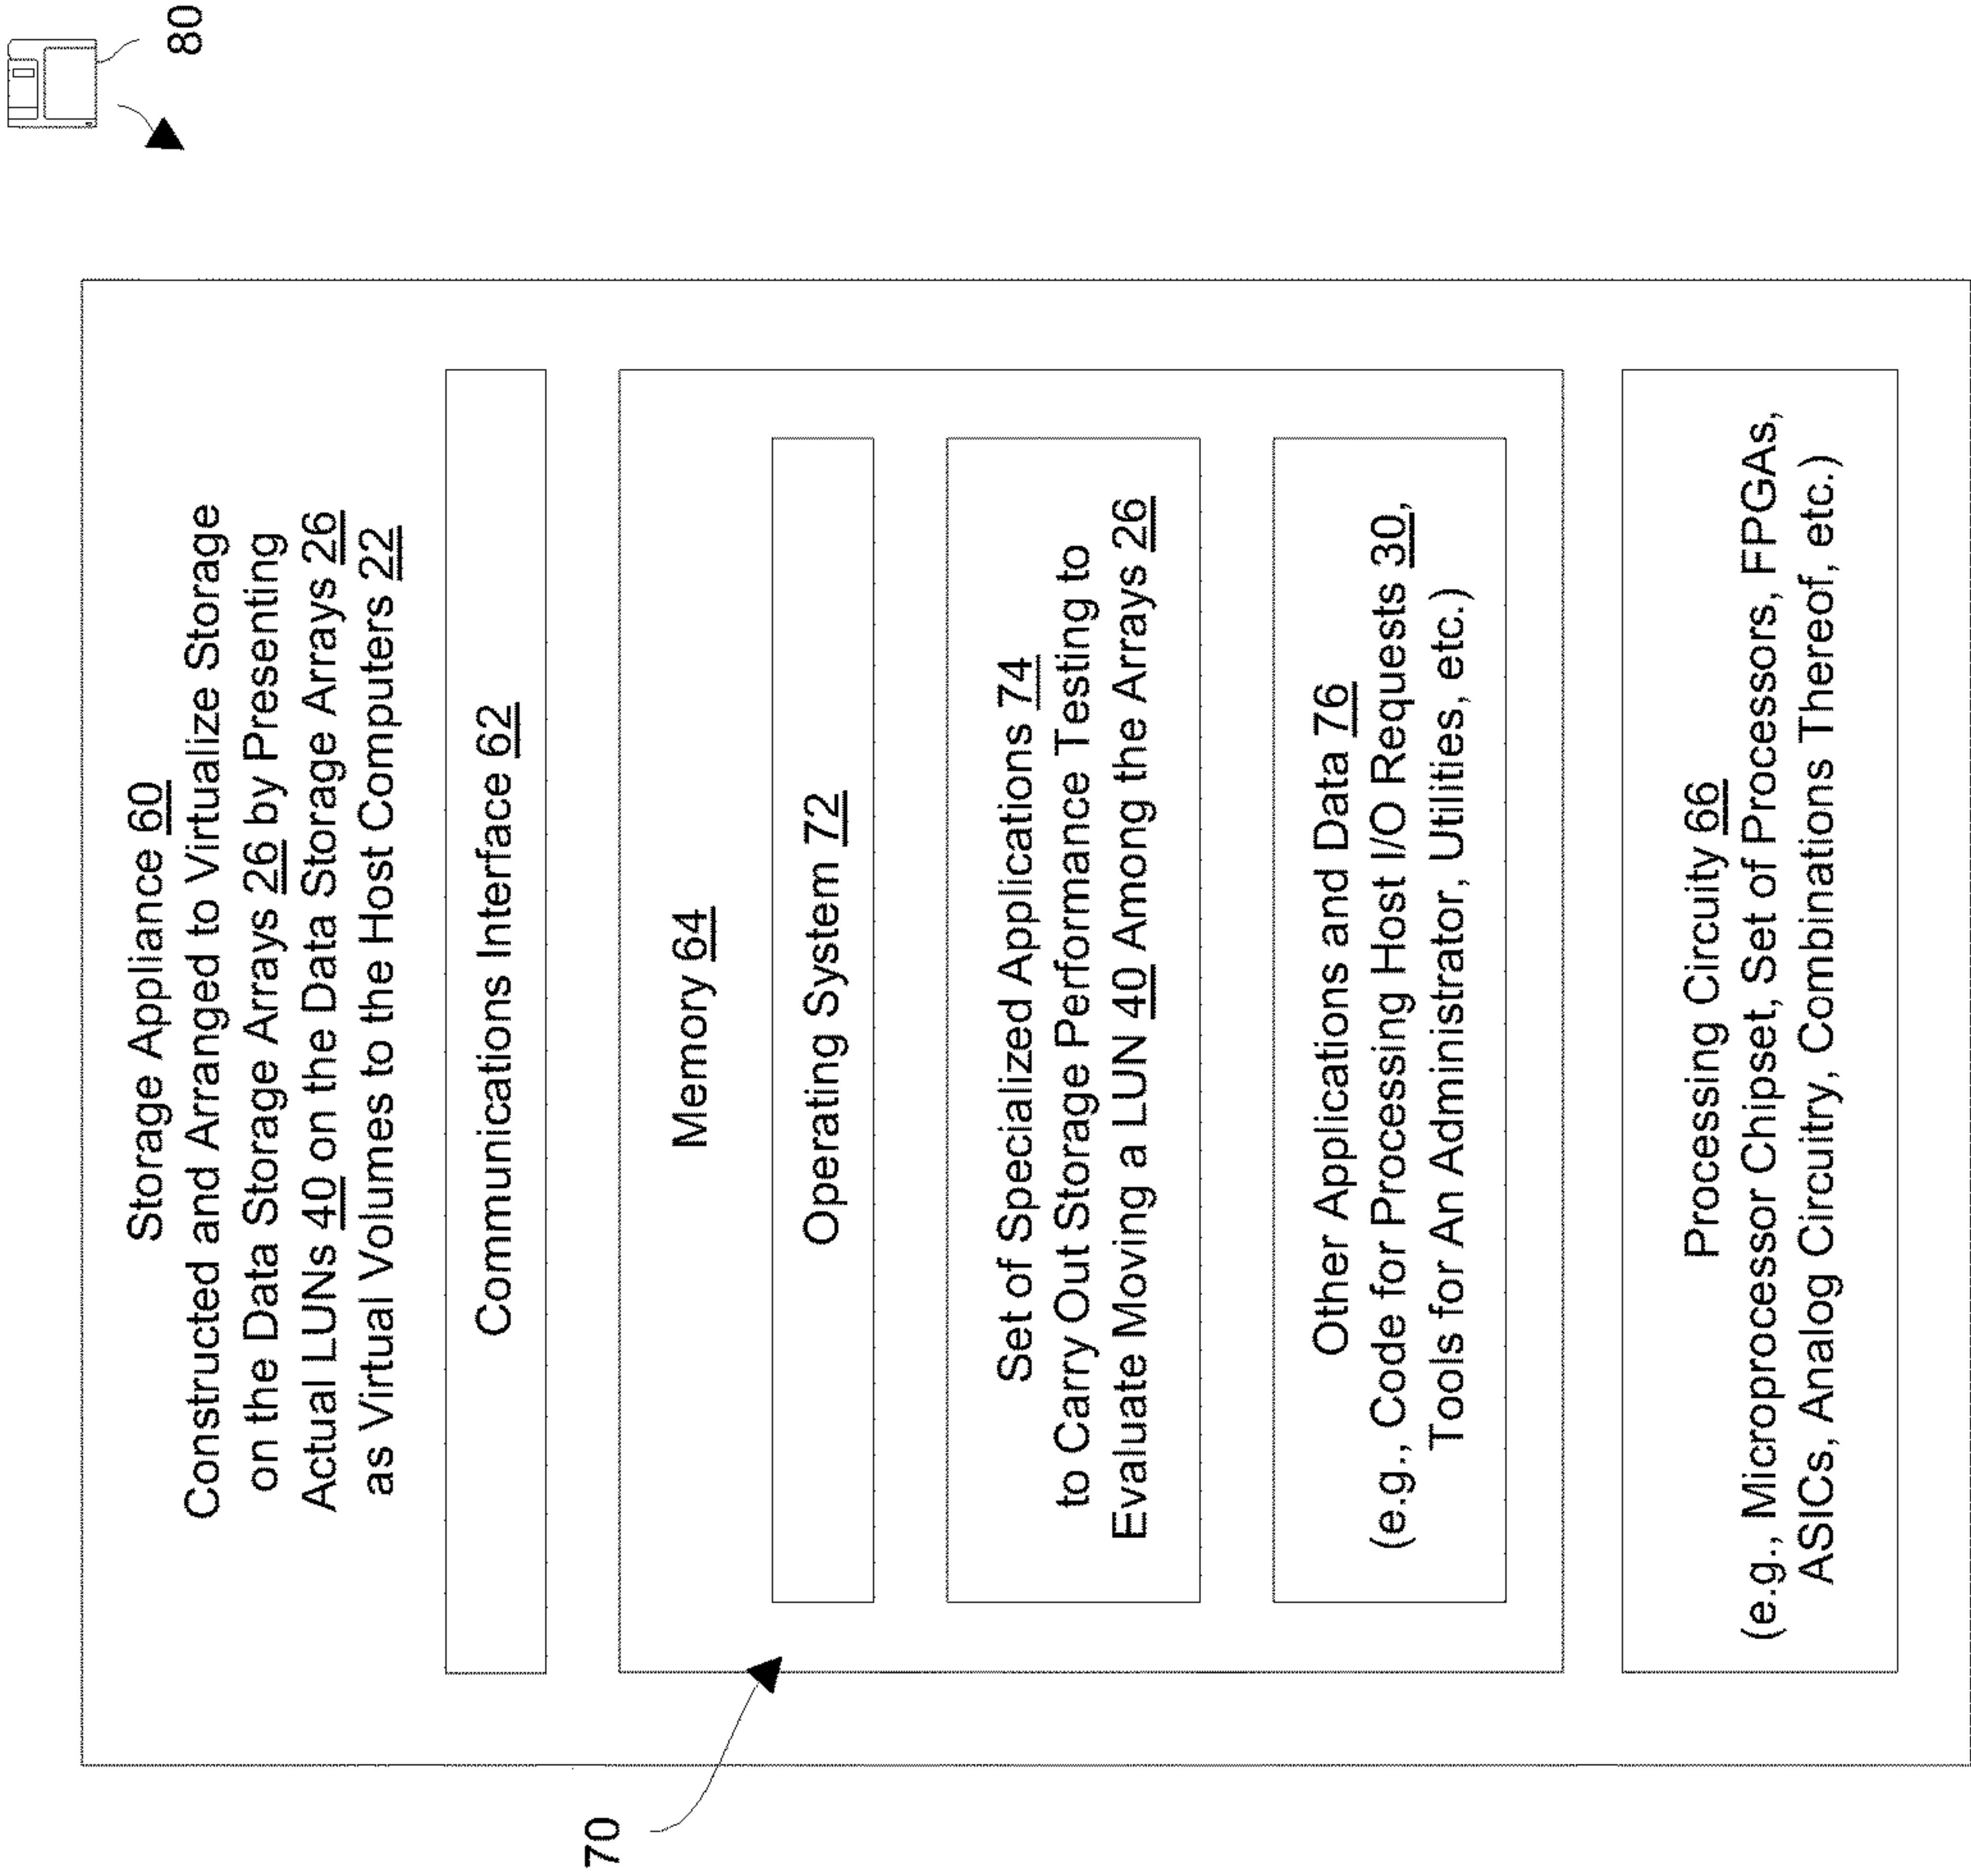 80
Storage Appliance 60
Constructed and Arranged to Virtualize Storage
on the Data Storage Arrays 26 by Presenting
Actual LUNs 40 on the Data Storage Arrays 26
as Virtual Volumes to the Host Computers 22
Communications Interface 62
70
Memory 64
Operating System 72
Set of Specialized Applications 74
to Carry Out Storage Performance Testing to
Evaluate Moving a LUN 40 Among the Arrays 26
Other Applications and Data 76
(e.g., Code for Processing Host I/O Requests 30,
Tools for An Administrator, Utilities, etc.)
Processing Circuity 66
(e.g., Microprocessor Chipset, Set of Processors, FPGAs,
ASICs, Analog Circuitry, Combinations Thereof, etc.)